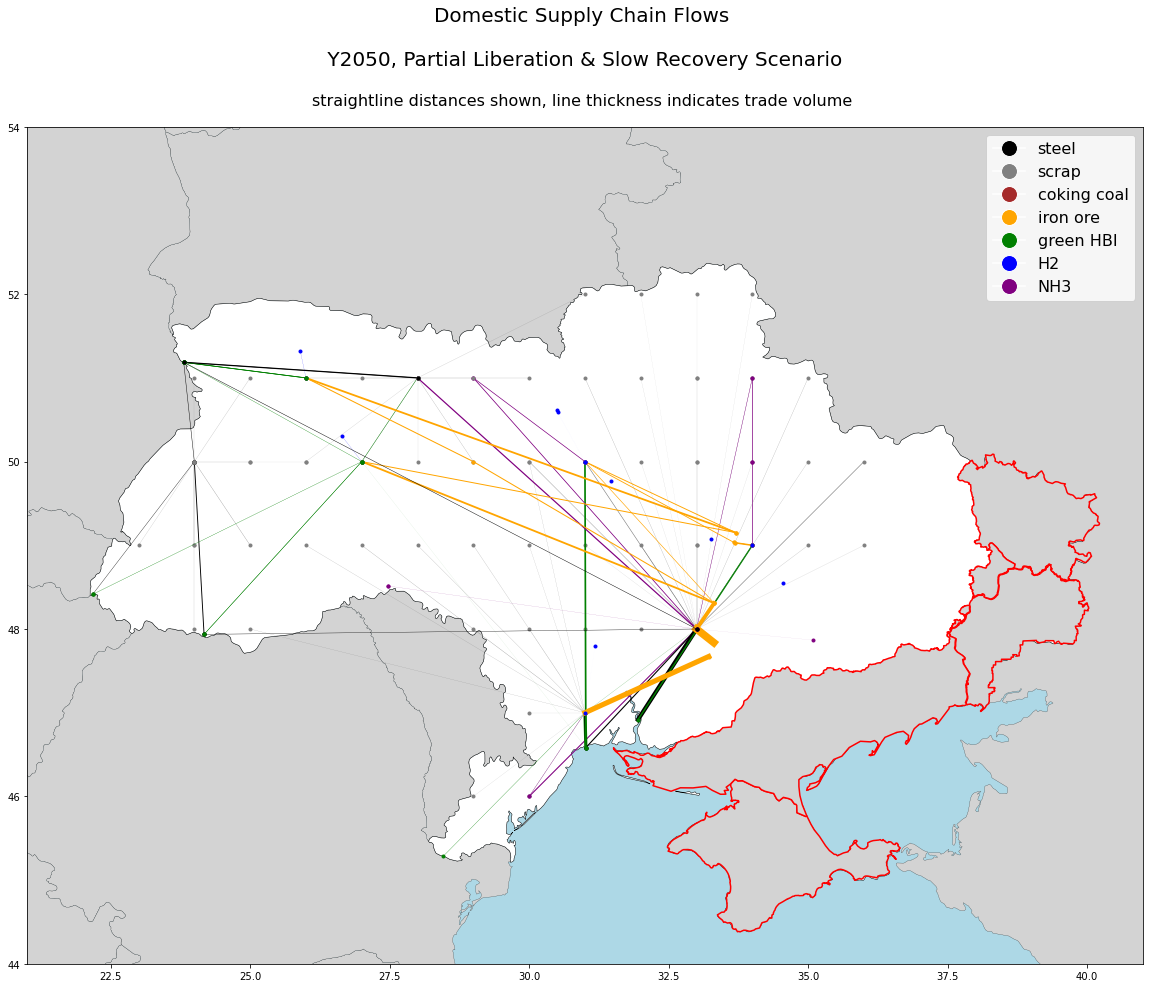 Domestic Supply Chain Flows
Y2050, Partial Liberation & Slow Recovery Scenario
straightline distances shown, line thickness indicates trade volume
steel
scrap
coking coal
iron ore
green HBI
H2
NH3
54
52
50
48
46
44
22.5
25.0
27.5
30.0
32.5
35.0
37.5
40.0